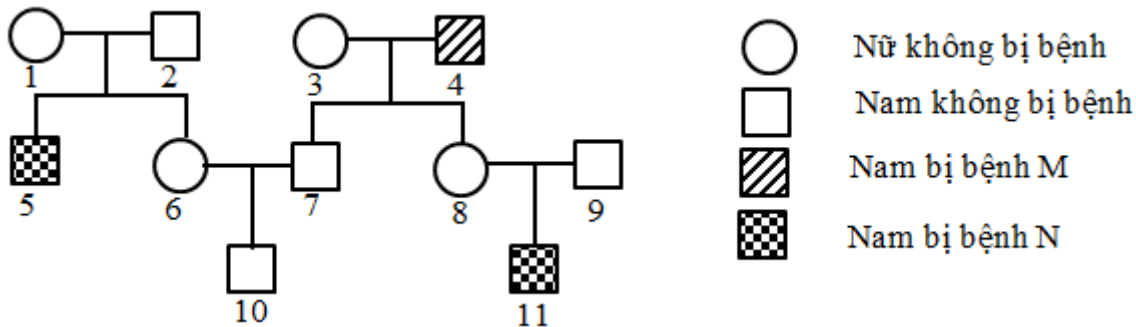 1 2 3 4
Nữ không bị bệnh
Nam không bị bệnh
Nam bị bệnh M
Nam bị bệnh N
5 6 7 8 9
10 11